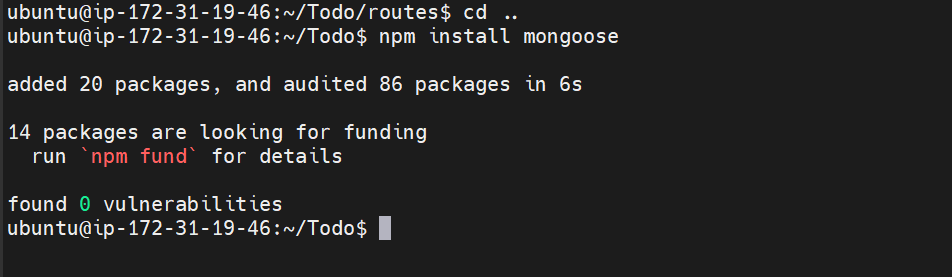 ubuntu@ip-172-31-19-46:~/Todo/routes$ cd ..
ubuntu@ip-172-31-19-46:~/Todo$ npm install mongoose
added 20 packages, and audited 86 packages in 6s
14 packages are looking for funding
run `npm fund` for details
found 0 vulnerabilities
ubuntu@ip-172-31-19-46:~/Todo$